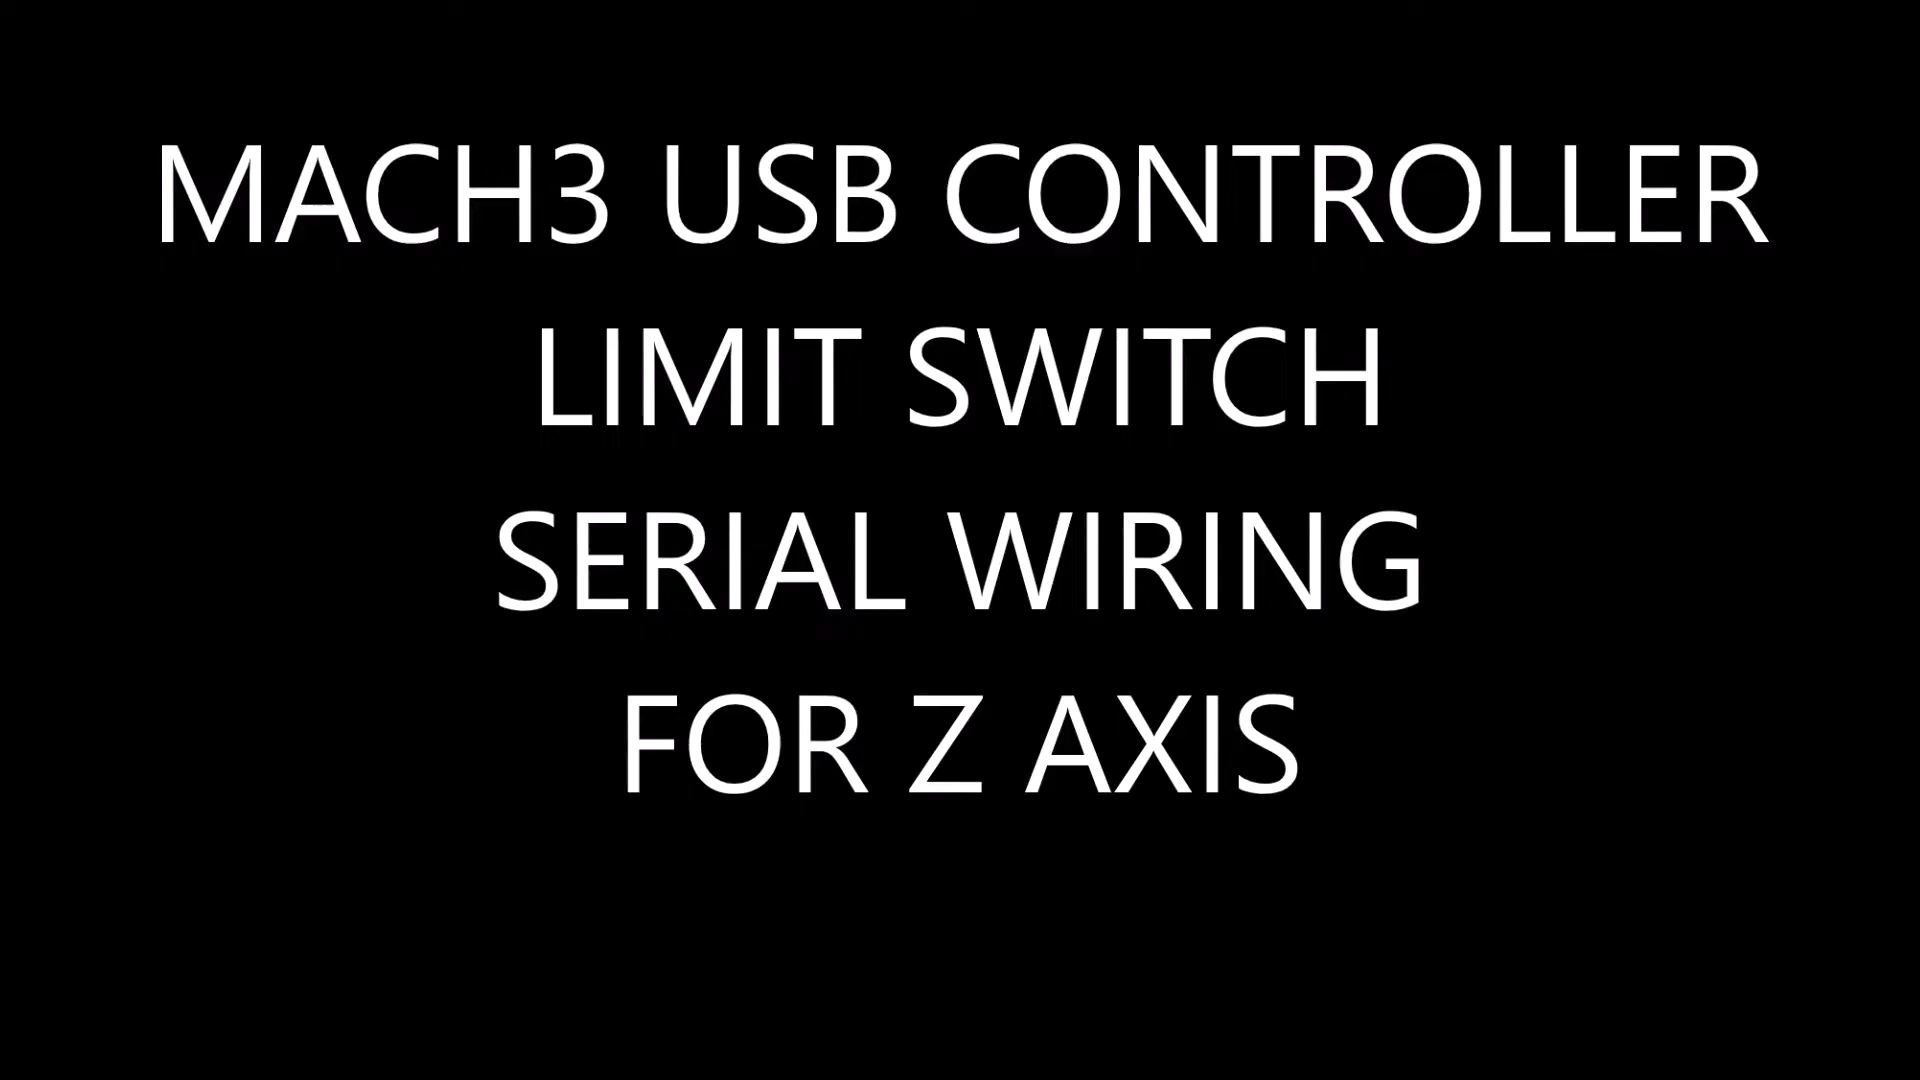 MACH3 USB CONTROLLER
LIMIT SWITCH
SERIAL WIRING
FOR Z AXIS